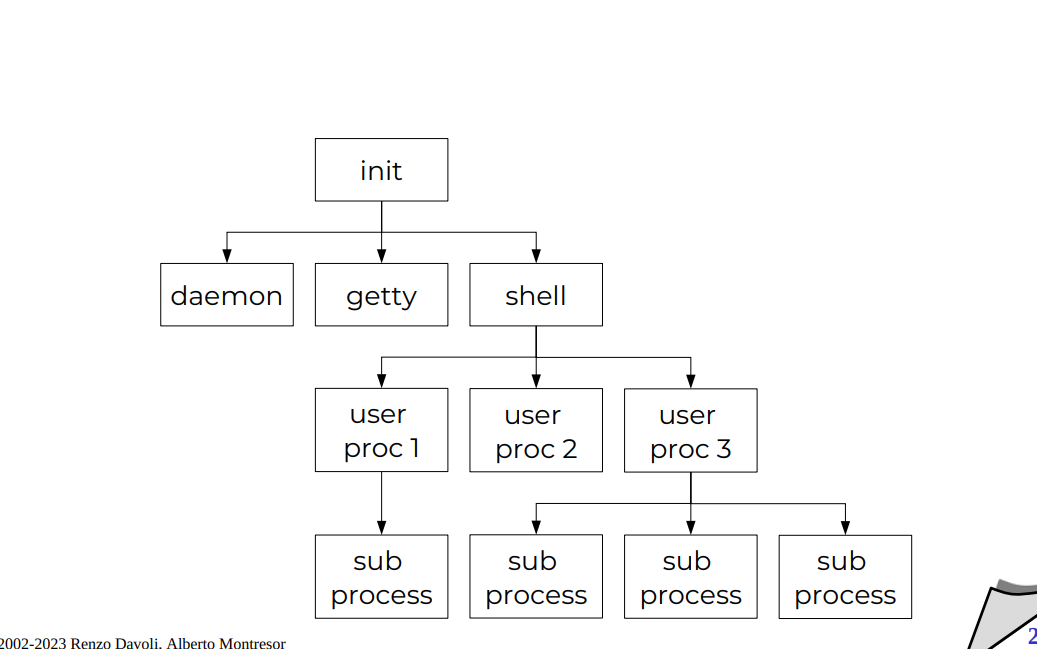 init
daemon
getty
shell
user
proc 1
user
proc 2
user
proc 3
sub
process
sub
process
sub
process
sub
process
2002-2023 Renzo Davoli, Alberto Montresor
2